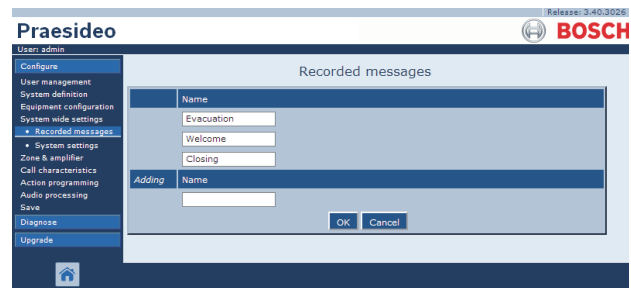 Release: 3.40.3026
Praesideo
BOSCH
User: admin
Configure
User management
System definition
Equipment configuration
System wide settings
• Recorded messages
• System settings
Zone & amplifier
Call characteristics
Action programming
Audio processing
Save
Diagnose
Upgrade
Recorded messages
Name
Evacuation
Welcome
Closing
Adding Name
OK Cancel